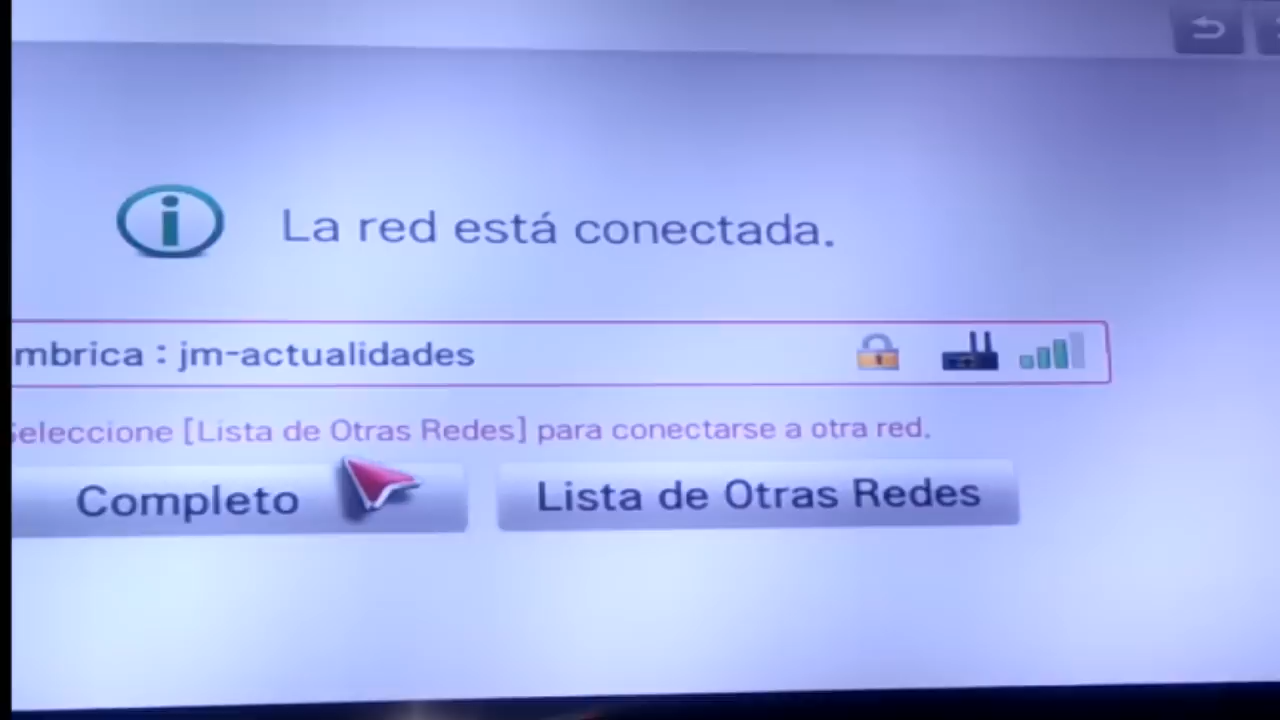 La red está conectada.
mbrica : jm-actualidades
Seleccione [Lista de Otras Redes] para conectarse a otra red.
Completo
Lista de Otras Redes